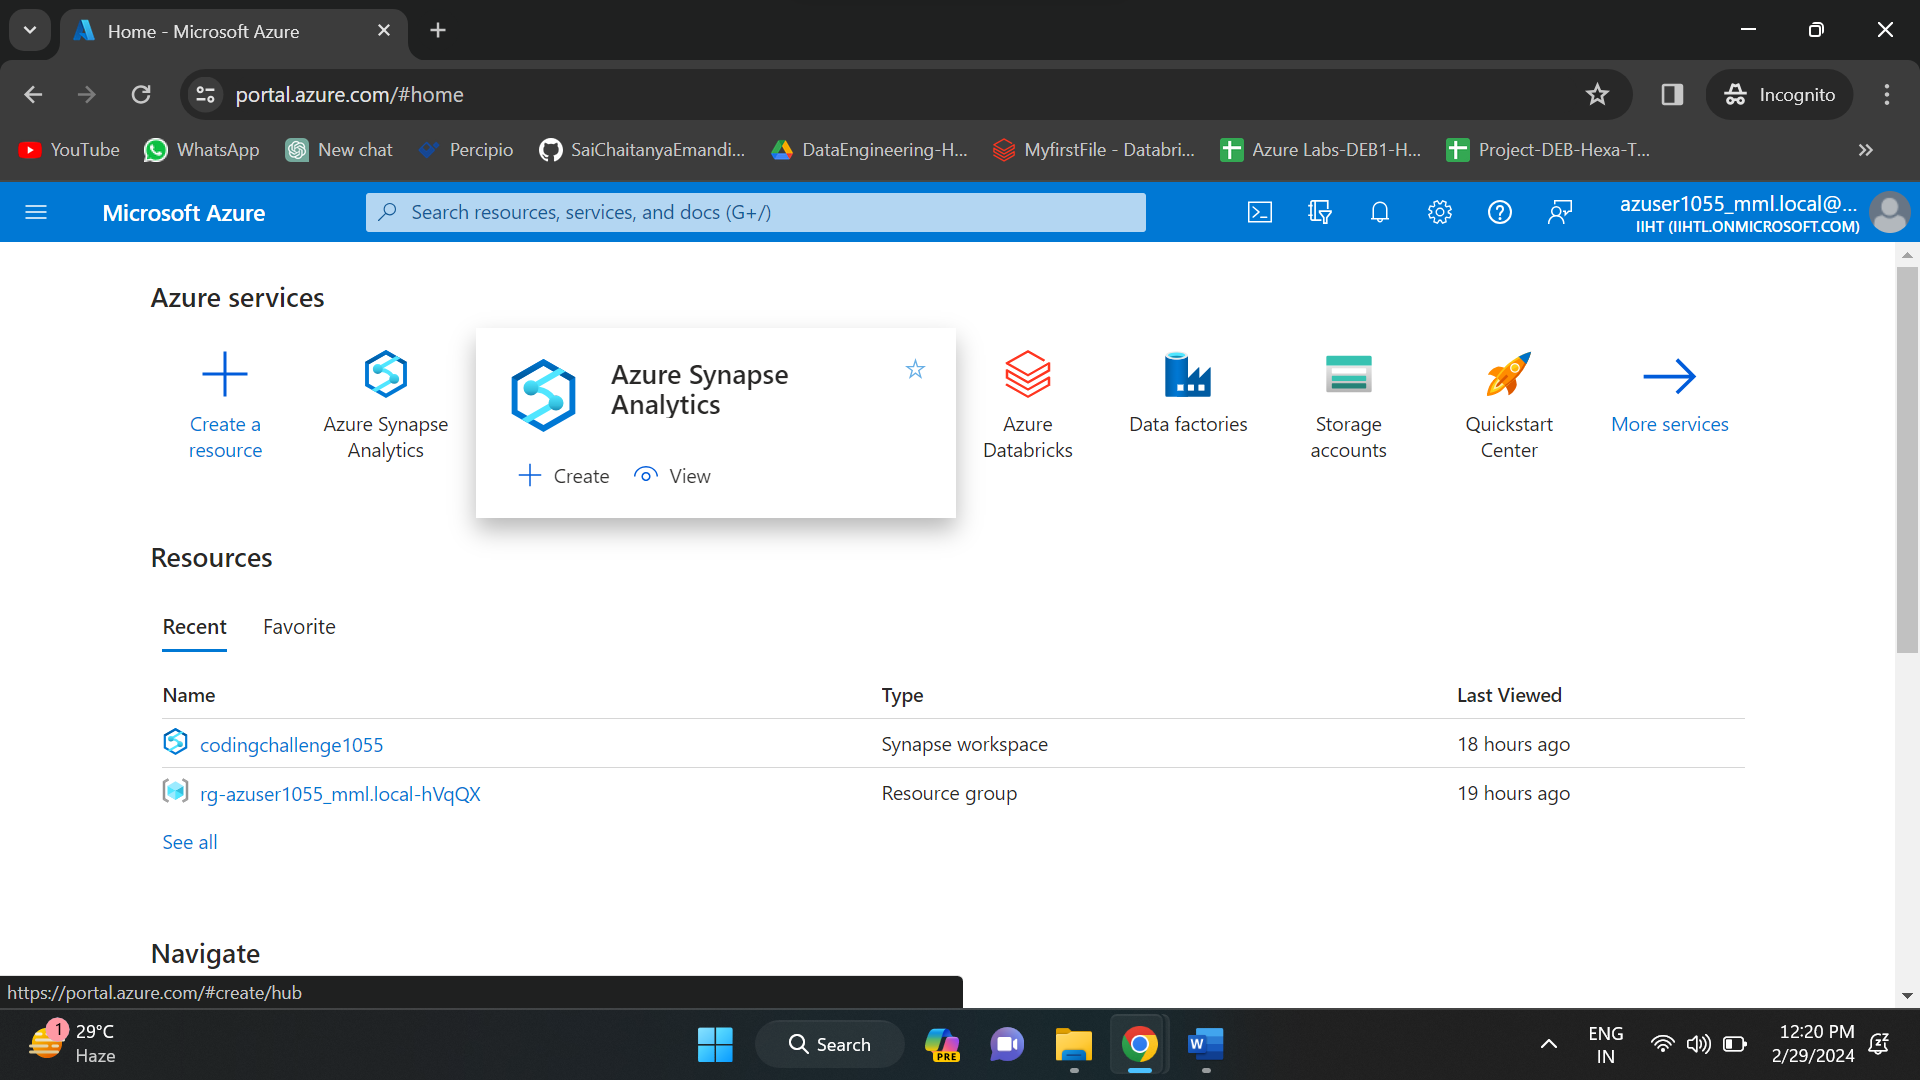 Home - Microsoft Azure
portal.azure.com/#home
Incognito
YouTube
WhatsApp
New chat
Percipio
SaiChaitanyaEmandi...
DataEngineering-H...
MyfirstFile - Databri...
Azure Labs-DEB1-H...
Project-DEB-Hexa-T...
Microsoft Azure
Search resources, services, and docs (G+/)
azuser1055_mml.local@...
IIHT (IIHTL.ONMICROSOFT.COM)
Azure services
Create a
resource
Azure Synapse
Analytics
Azure Synapse
Analytics
Create
View
Azure
Databricks
Data factories
Storage
accounts
Quickstart
Center
More services
Resources
Recent
Favorite
Name
Type
Last Viewed
codingchallenge1055
Synapse workspace
18 hours ago
rg-azuser1055_mml.local-hVqQX
Resource group
19 hours ago
See all
Navigate
https://portal.azure.com/#create/hub
1
29°C
Haze
Search
PRE
W
ENG
IN
12:20 PM
2/29/2024